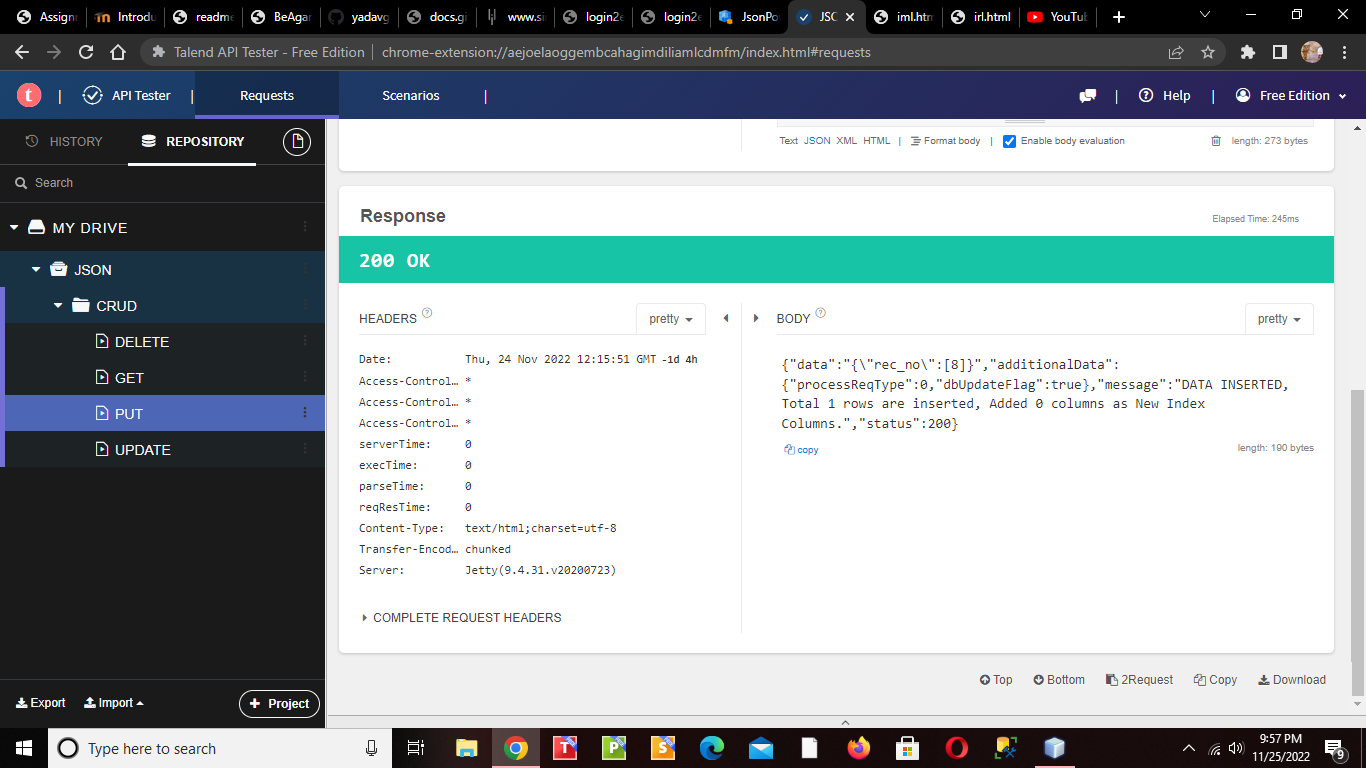 Assignm
Introdu
readme
BeAgar
yadavg
docs.gi
www.si
login2e
login2e
JsonPo
JSC
iml.htm
irl.html
YouTub
Talend API Tester - Free Edition | chrome-extension://aejoelaoggembcahagimdiliamlcdmfm/index.html#requests
API Tester
Requests
Scenarios
Help
Free Edition
HISTORY
REPOSITORY
Search
MY DRIVE
JSON
CRUD
DELETE
GET
PUT
UPDATE
Export
Import
+ Project
Text JSON XML HTML | Format body | Enable body evaluation
length: 273 bytes
Response
Elapsed Time: 245ms
200 OK
HEADERS ?
pretty
Date: Thu, 24 Nov 2022 12:15:51 GMT -1d 4h
Access-Control… *
Access-Control… *
Access-Control… *
serverTime: 0
execTime: 0
parseTime: 0
reqResTime: 0
Content-Type: text/html;charset=utf-8
Transfer-Encod… chunked
Server: Jetty(9.4.31.v20200723)
COMPLETE REQUEST HEADERS
BODY ?
pretty
{"data":"{\"rec_no\":[8]}","additionalData":
{"processReqType":0,"dbUpdateFlag":true},"message":"DATA INSERTED,
Total 1 rows are inserted, Added 0 columns as New Index
Columns.","status":200}
copy
length: 190 bytes
Top
Bottom
2Request
Copy
Download
Type here to search
T
P
S
9:57 PM
11/25/2022
9